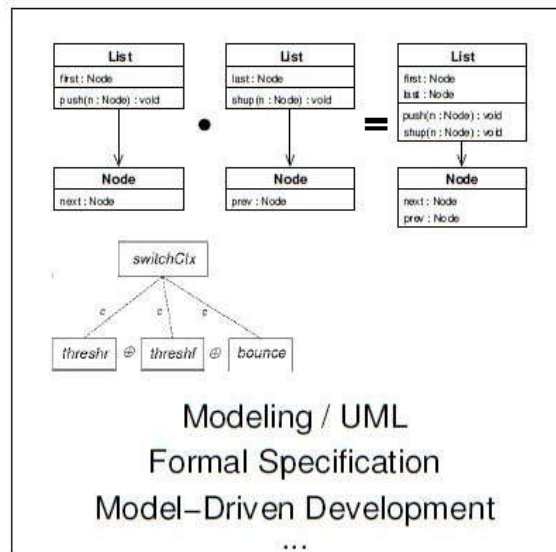 List
first : Node
push(n : Node) : void
Node
next : Node
•
List
last : Node
shup(n : Node) : void
Node
prev : Node
=
List
first : Node
last : Node
push(n : Node) : void
shup(n : Node) : void
Node
next : Node
prev : Node
switchCtx
c c c
threshr ⊕ threshf ⊕ bounce
Modeling / UML
Formal Specification
Model–Driven Development
...